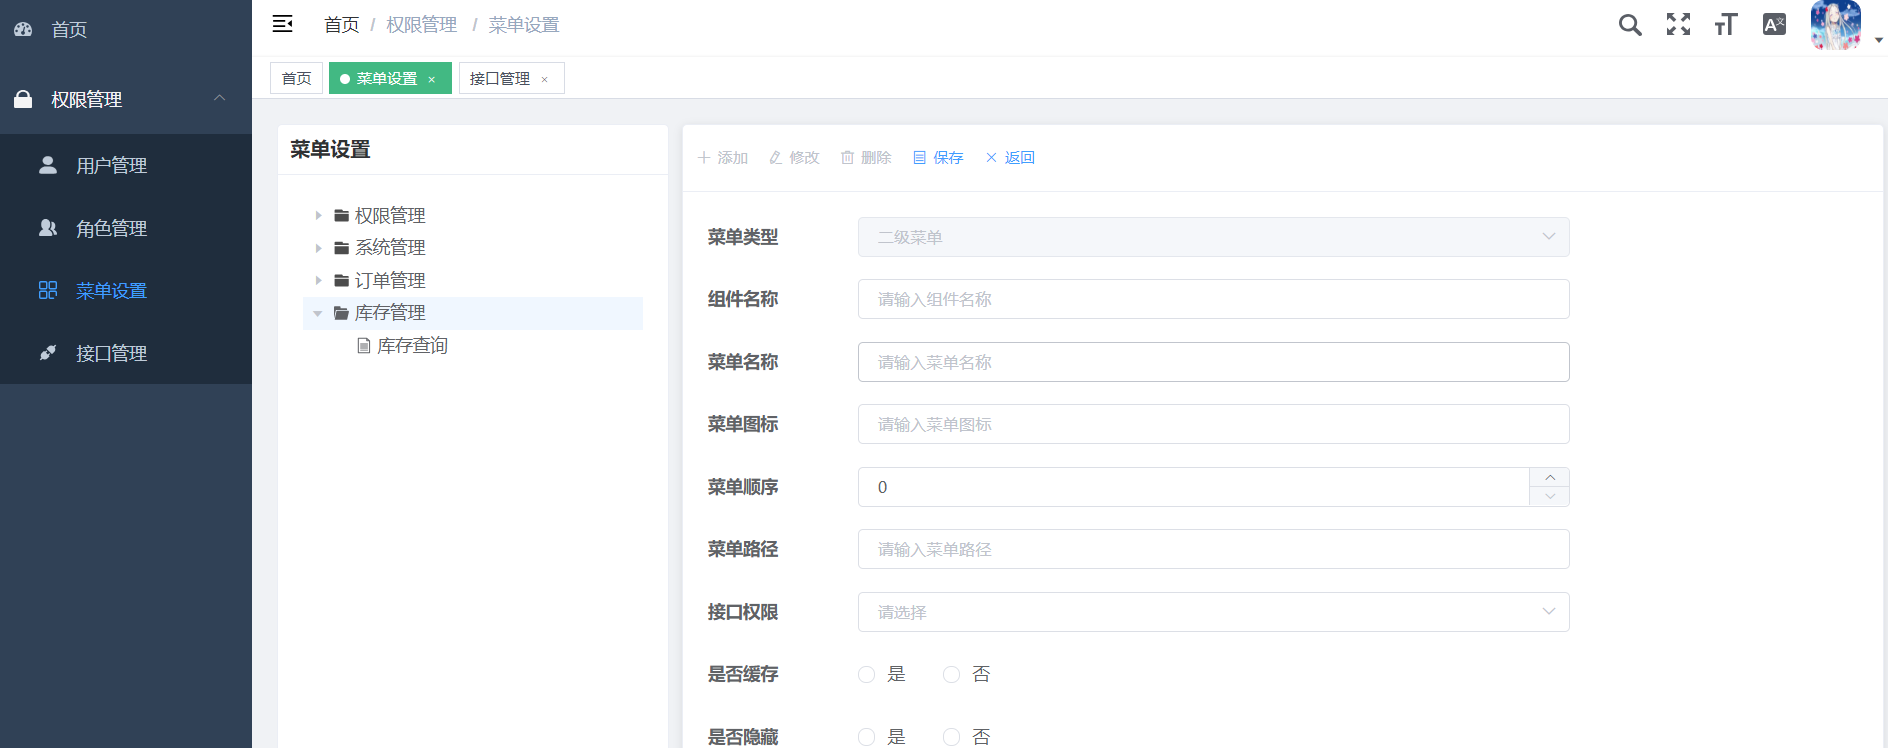 首页
权限管理
用户管理
角色管理
菜单设置
接口管理
首页 / 权限管理 / 菜单设置
首页 菜单设置 × 接口管理 ×
菜单设置
权限管理
系统管理
订单管理
库存管理
库存查询
添加 修改 删除 保存 返回
菜单类型 二级菜单
组件名称 请输入组件名称
菜单名称 请输入菜单名称
菜单图标 请输入菜单图标
菜单顺序 0
菜单路径 请输入菜单路径
接口权限 请选择
是否缓存 是 否
是否隐藏 是 否